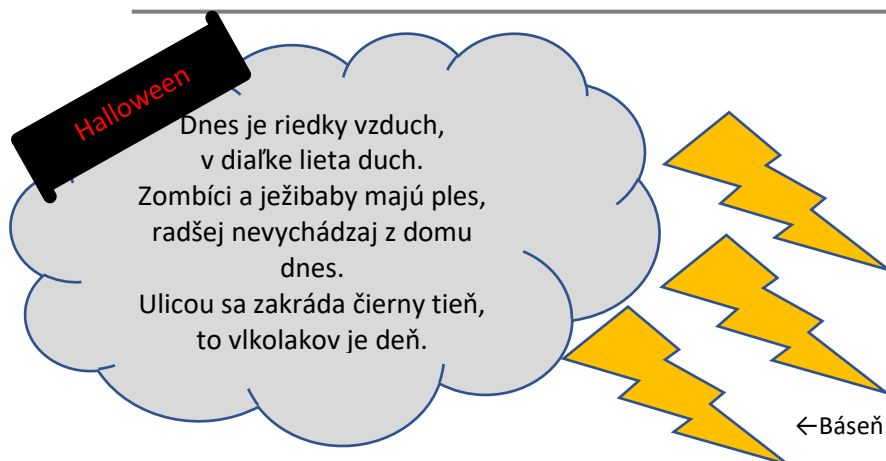 Halloween
Dnes je riedky vzduch,
v diaľke lieta duch.
Zombíci a ježibaby majú ples,
radšej nevychádzaj z domu
dnes.
Ulicou sa zakráda čierny tieň,
to vlkolakov je deň.
←Báseň: